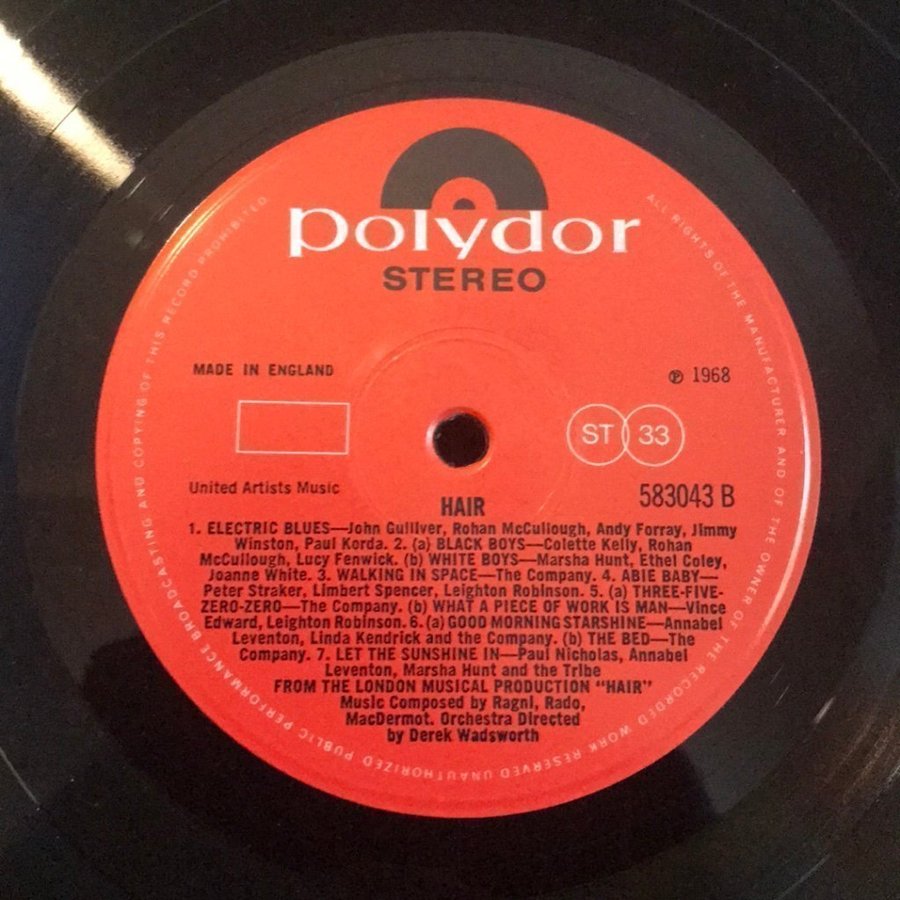 polydor
STEREO
MADE IN ENGLAND
℗ 1968
ST 33
United Artists Music
583043 B
HAIR
1. ELECTRIC BLUES—John Gulliver, Rohan McCullough, Andy Forray, Jimmy
Winston, Paul Korda. 2. (a) BLACK BOYS—Colette Kelly, Rohan
McCullough, Lucy Fenwick. (b) WHITE BOYS—Marsha Hunt, Ethel Coley,
Joanne White. 3. WALKING IN SPACE—The Company. 4. ABIE BABY—
Peter Straker, Limbert Spencer, Leighton Robinson. 5. (a) THREE-FIVE-
ZERO-ZERO—The Company. (b) WHAT A PIECE OF WORK IS MAN—Vince
Edward, Leighton Robinson. 6. (a) GOOD MORNING STARSHINE—Annabel
Leventon, Linda Kendrick and the Company. (b) THE BED—The
Company. 7. LET THE SUNSHINE IN—Paul Nicholas, Annabel
Leventon, Marsha Hunt and the Tribe
FROM THE LONDON MUSICAL PRODUCTION "HAIR"
Music Composed by Ragni, Rado,
MacDermot. Orchestra Directed
by Derek Wadsworth
ALL RIGHTS OF THE MANUFACTURER AND OF THE OWNER OF THE RECORDED WORK RESERVED UNAUTHORIZED PUBLIC PERFORMANCE BROADCASTING AND COPYING OF THIS RECORD PROHIBITED